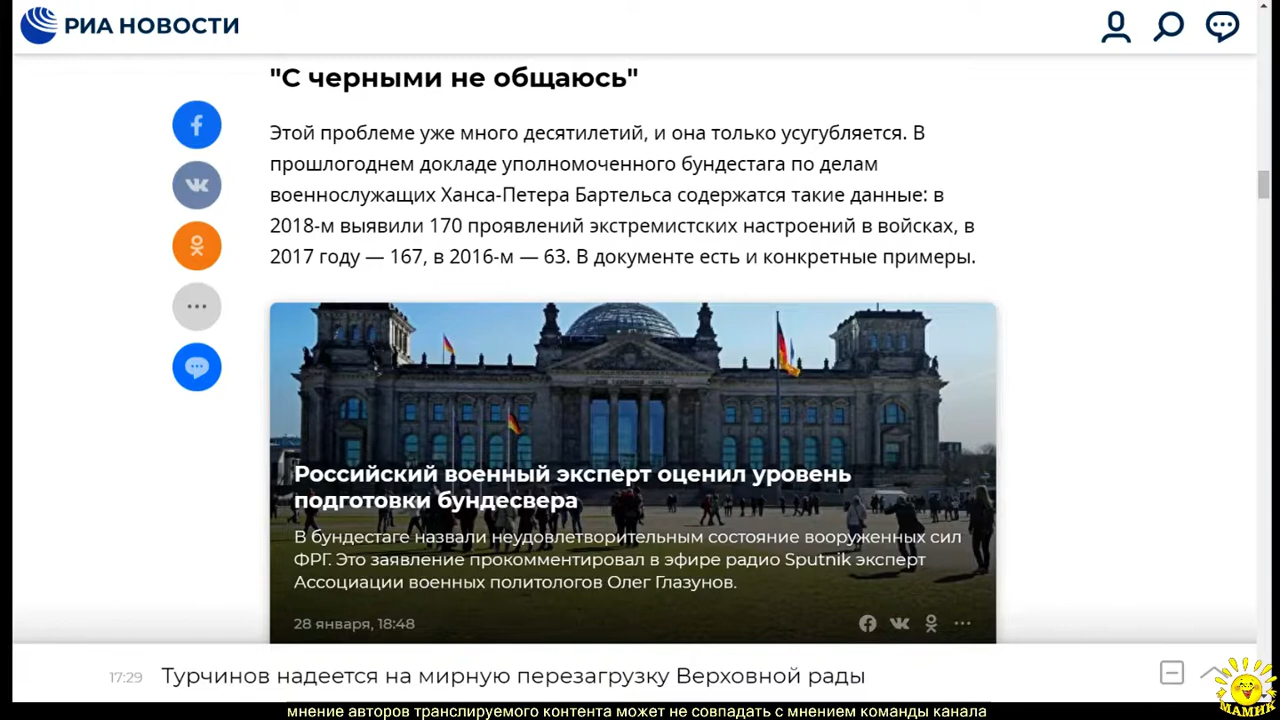 РИА НОВОСТИ
"С черными не общаюсь"
Этой проблеме уже много десятилетий, и она только усугубляется. В
прошлогоднем докладе уполномоченного бундестага по делам
военнослужащих Ханса-Петера Бартельса содержатся такие данные: в
2018-м выявили 170 проявлений экстремистских настроений в войсках, в
2017 году — 167, в 2016-м — 63. В документе есть и конкретные примеры.
Российский военный эксперт оценил уровень
подготовки бундесвера
В бундестаге назвали неудовлетворительным состояние вооруженных сил
ФРГ. Это заявление прокомментировал в эфире радио Sputnik эксперт
Ассоциации военных политологов Олег Глазунов.
28 января, 18:48
17:29 Турчинов надеется на мирную перезагрузку Верховной рады
МАМИК
мнение авторов транслируемого контента может не совпадать с мнением команды канала